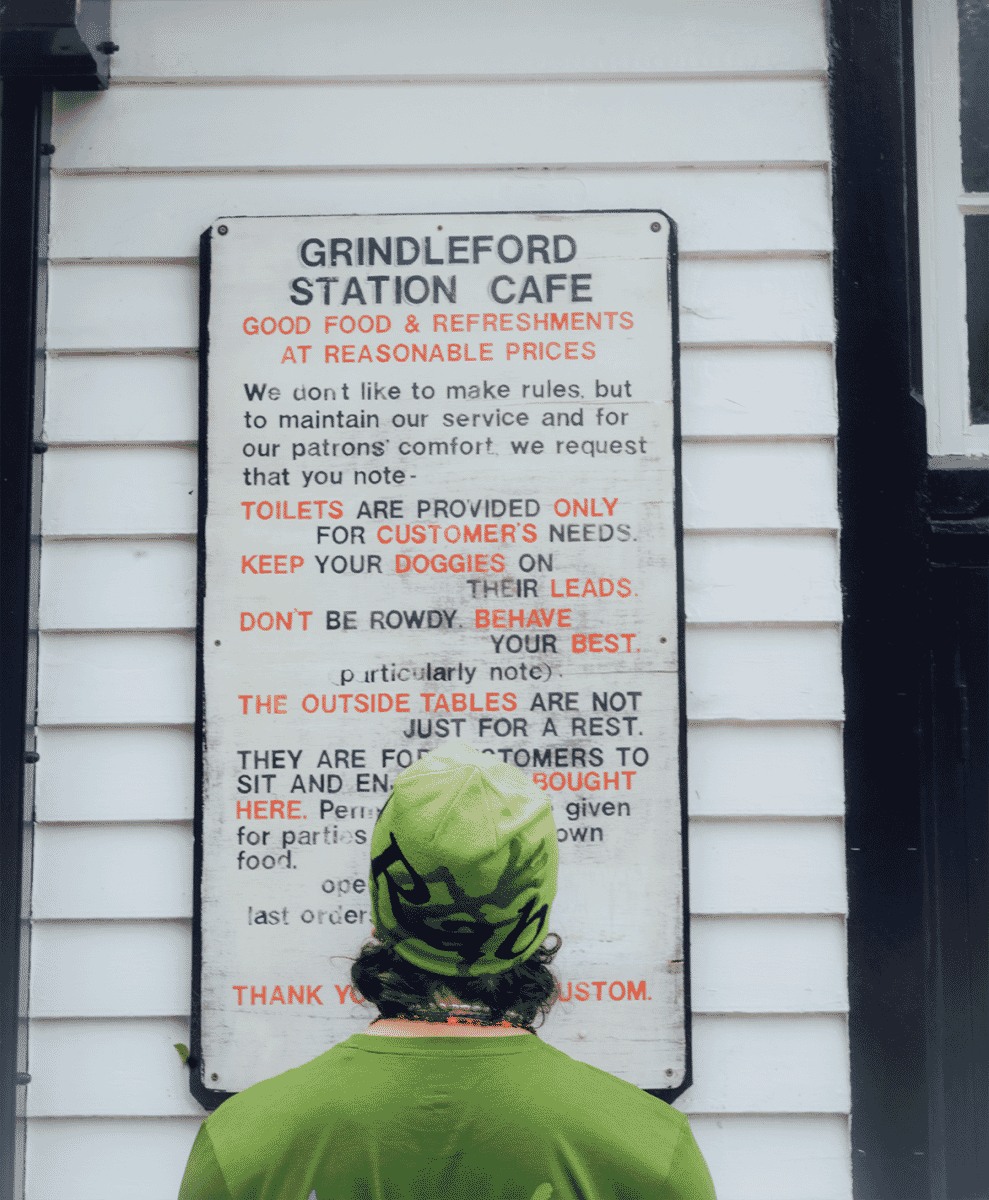 GRINDLEFORD
STATION CAFE
GOOD FOOD & REFRESHMENTS
AT REASONABLE PRICES
We don't like to make rules, but
to maintain our service and for
our patrons' comfort, we request
that you note-
TOILETS ARE PROVIDED ONLY
FOR CUSTOMER'S NEEDS.
KEEP YOUR DOGGIES ON
THEIR LEADS.
DON'T BE ROWDY. BEHAVE
YOUR BEST.
particularly note).
THE OUTSIDE TABLES ARE NOT
JUST FOR A REST.
THEY ARE FOR CUSTOMERS TO
SIT AND BOUGHT
HERE. given
for parties own
food.
last
THANK